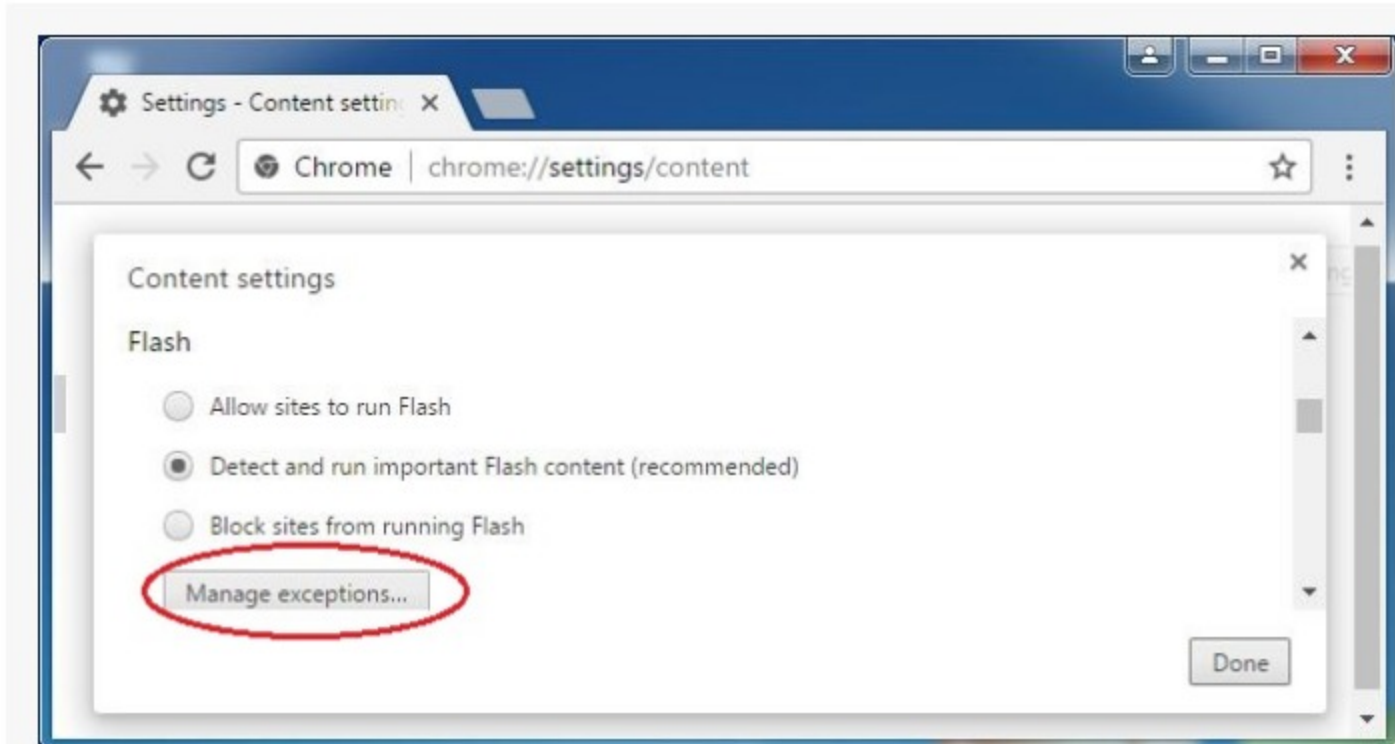 Settings - Content settin
Chrome chrome://settings/content
Content settings
Flash
Allow sites to run Flash
Detect and run important Flash content (recommended)
Block sites from running Flash
Manage exceptions...
Done